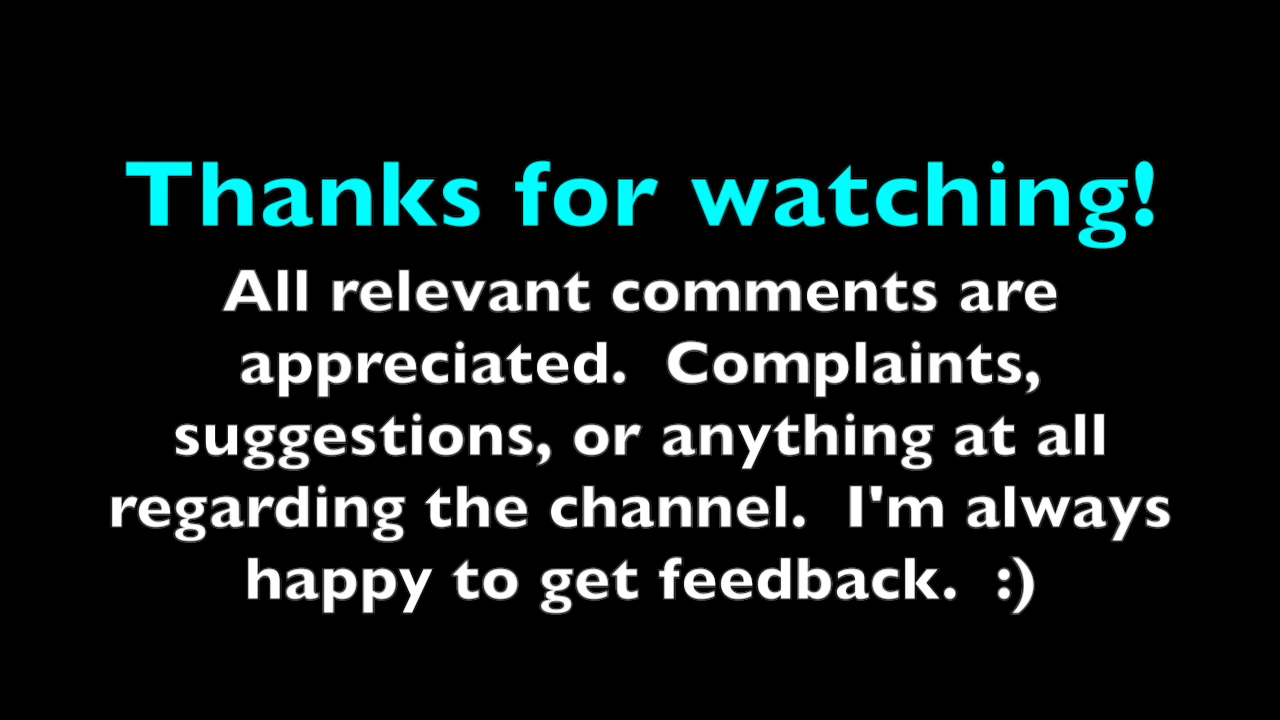 Thanks for watching!
All relevant comments are
appreciated.  Complaints,
suggestions, or anything at all
regarding the channel.  I'm always
happy to get feedback.  :)